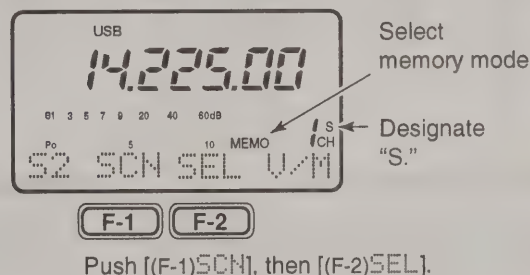 USB
Select
memory mode
14.225.00
S1 3 5 7 9 20 40 60dB
Designate
"S."
Po 5 10 MEMO 1 S CH
S2 SCN SEL V/M
F-1 F-2
Push [(F-1)SCN], then [(F-2)SEL].